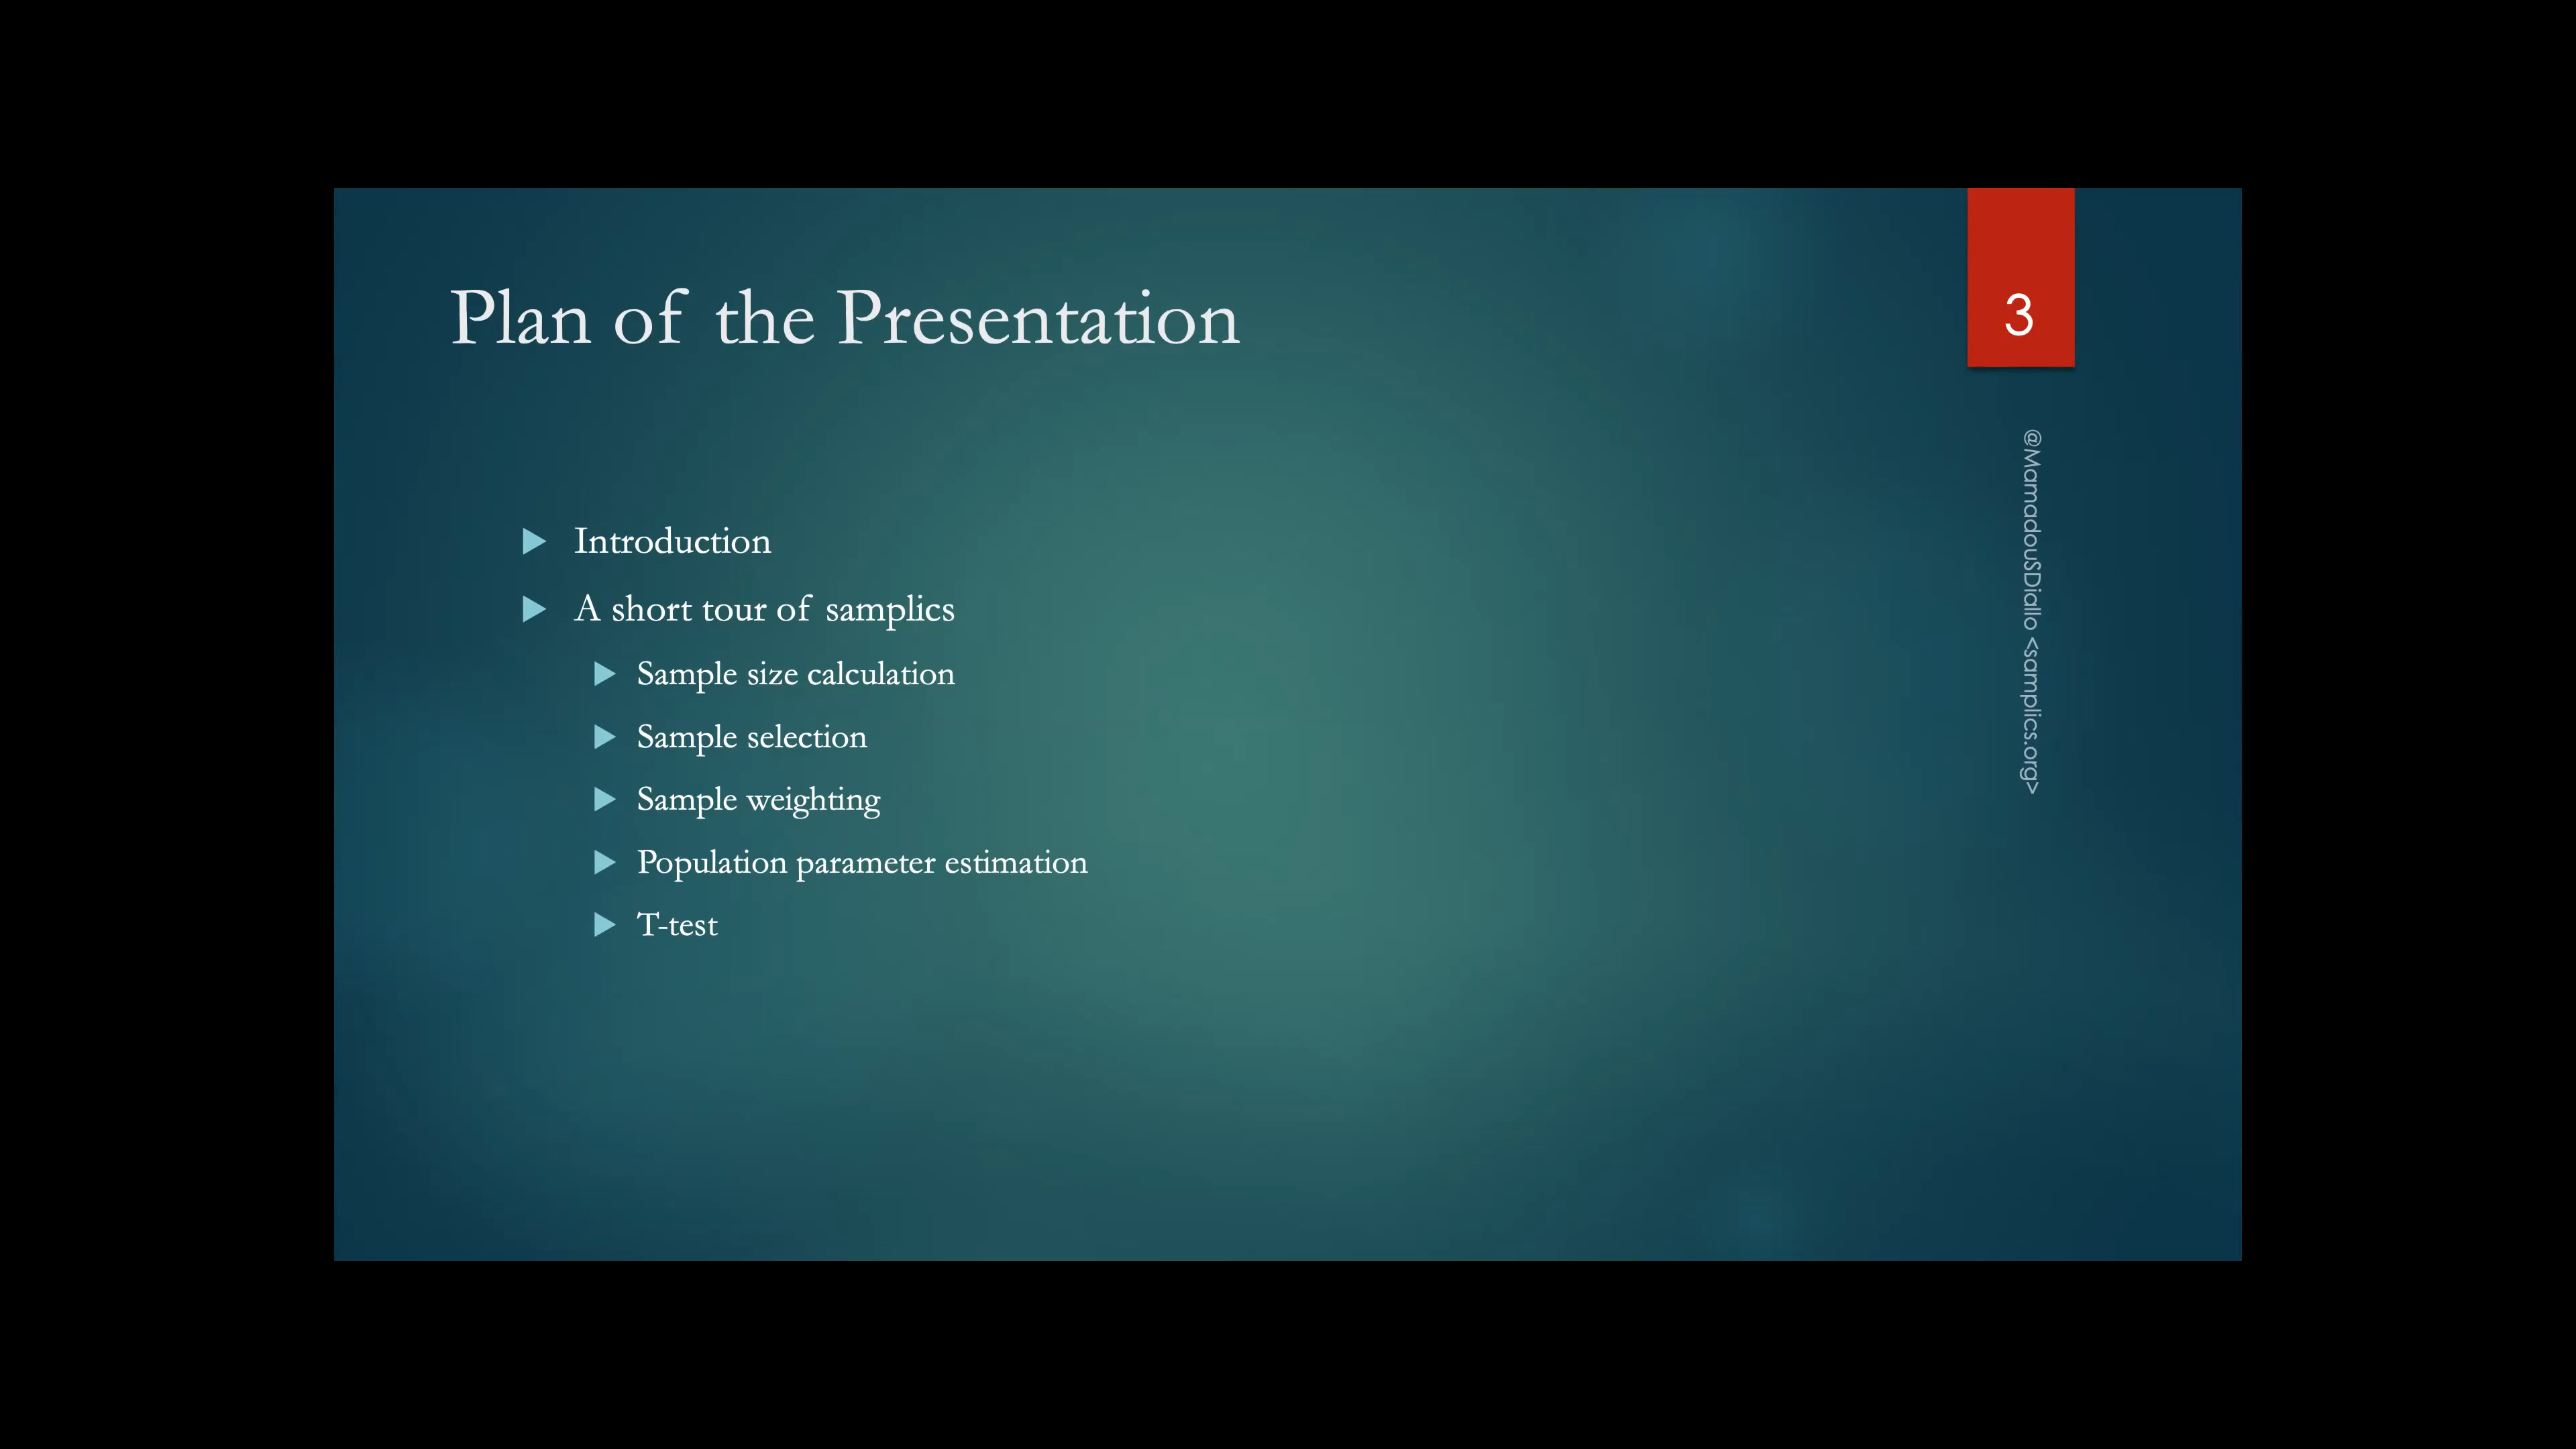 Plan of the Presentation
3
Introduction
A short tour of samplics
Sample size calculation
Sample selection
Sample weighting
Population parameter estimation
T-test
@MamadouSDiallo <samplics.org>